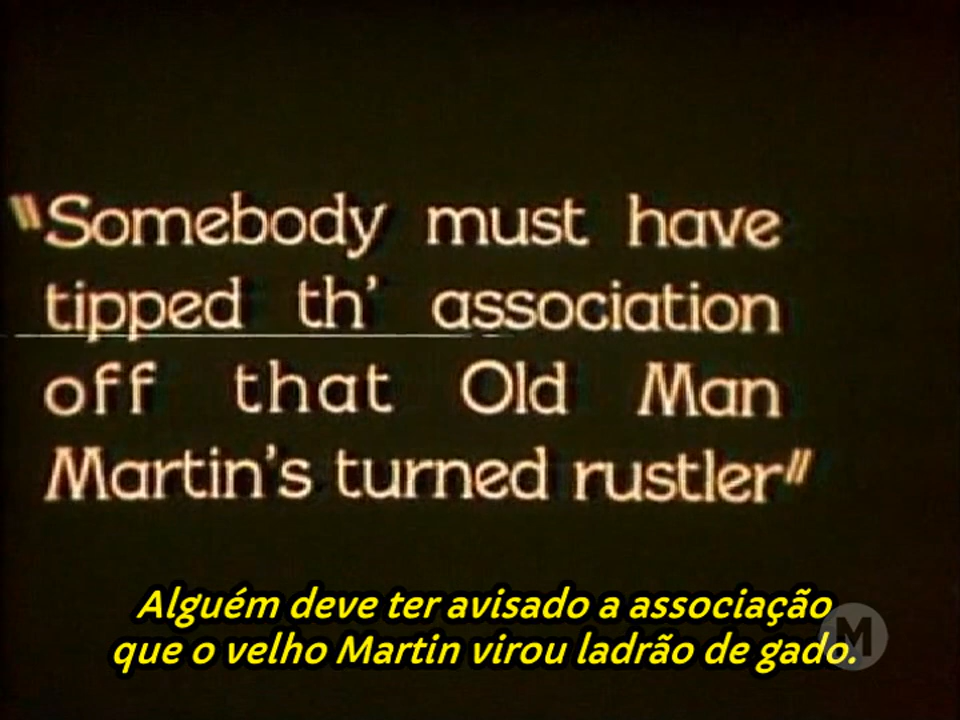 "Somebody must have
tipped th' association
off that Old Man
Martin's turned rustler"
Alguém deve ter avisado a associação
que o velho Martin virou ladrão de gado.
M